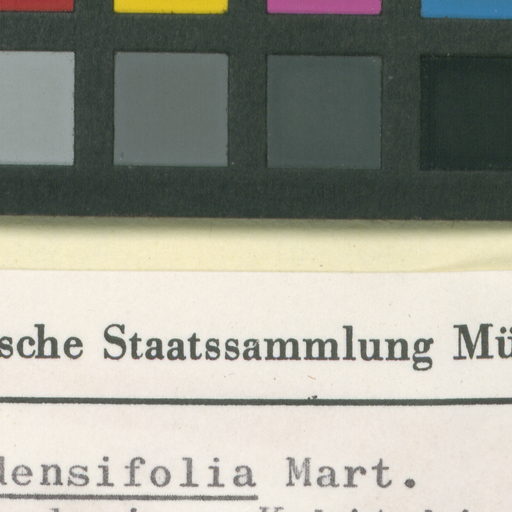 sche Staatssammlung Mü
densifolia Mart.